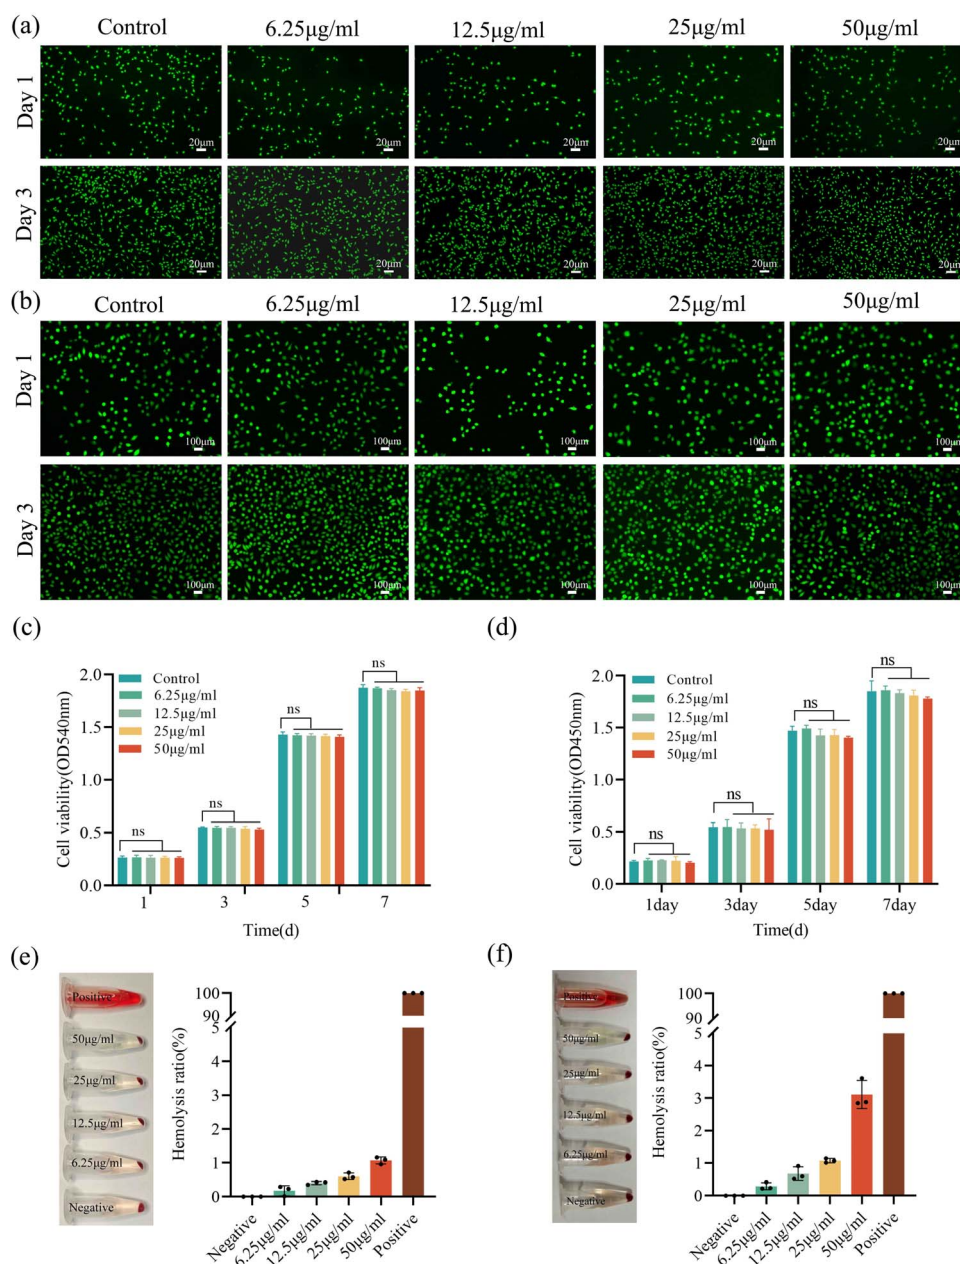 (a)
Control 6.25μg/ml 12.5μg/ml 25μg/ml 50μg/ml
Day 1
20μm 20μm 20μm 20μm 20μm
Day 3
20μm 20μm 20μm 20μm 20μm
(b)
Control 6.25μg/ml 12.5μg/ml 25μg/ml 50μg/ml
Day 1
100μm 100μm 100μm 100μm 100μm
Day 3
100μm 100μm 100μm 100μm 100μm
(c)
Cell viability(OD540nm)
2.0
1.5
1.0
0.5
0.0
Control
6.25μg/ml
12.5μg/ml
25μg/ml
50μg/ml
ns ns ns ns
1 3 5 7
Time(d)
(d)
Cell viability(OD450nm)
2.0
1.5
1.0
0.5
0.0
Control
6.25μg/ml
12.5μg/ml
25μg/ml
50μg/ml
ns ns ns ns
1day 3day 5day 7day
Time(d)
(e)
Positive
50μg/ml
25μg/ml
12.5μg/ml
6.25μg/ml
Negative
Hemolysis ratio(%)
100
90
5
4
3
2
1
0
Negative 6.25μg/ml 12.5μg/ml 25μg/ml 50μg/ml Positive
(f)
Positive
50μg/ml
25μg/ml
12.5μg/ml
6.25μg/ml
Negative
Hemolysis ratio(%)
100
90
5
4
3
2
1
0
Negative 6.25μg/ml 12.5μg/ml 25μg/ml 50μg/ml Positive